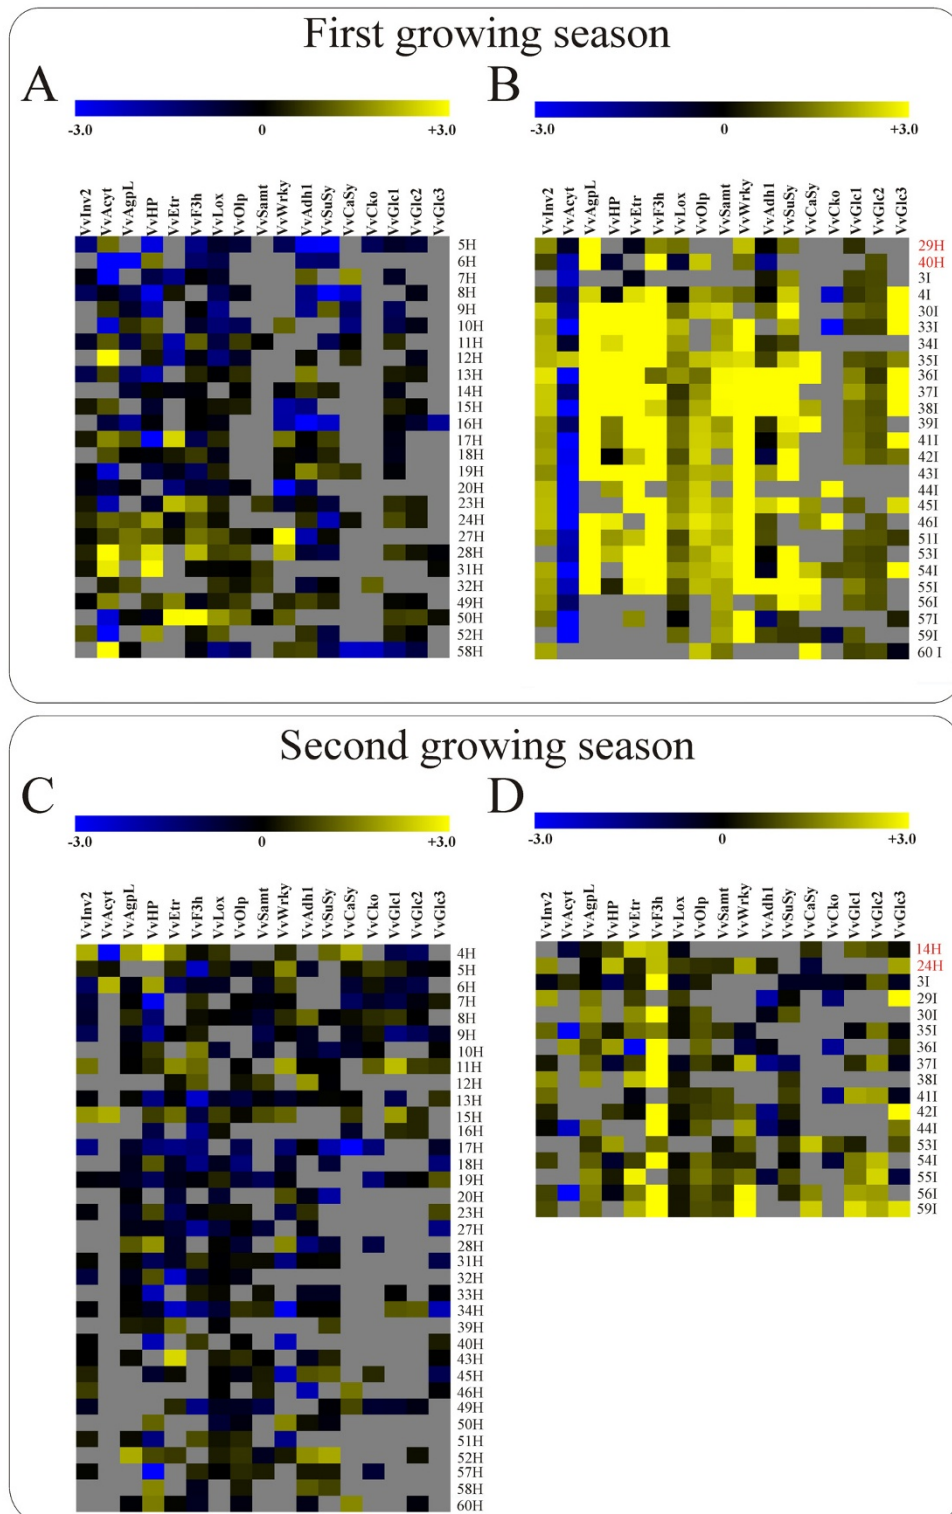 First growing season
A
-3.0 0 +3.0
VvInv2 VvAcyt VvAgpL VvHP VvEtr VvF3h VvLox VvOlp VvSamt VvWrky VvAdh1 VvSuSy VvCaSy VvCko VvGlc1 VvGlc2 VvGlc3
5H
6H
7H
8H
9H
10H
11H
12H
13H
14H
15H
16H
17H
18H
19H
20H
23H
24H
27H
28H
31H
32H
49H
50H
52H
58H
B
-3.0 0 +3.0
VvInv2 VvAcyt VvAgpL VvHP VvEtr VvF3h VvLox VvOlp VvSamt VvWrky VvAdh1 VvSuSy VvCaSy VvCko VvGlc1 VvGlc2 VvGlc3
29H
40H
3I
4I
30I
33I
34I
35I
36I
37I
38I
39I
41I
42I
43I
44I
45I
46I
51I
53I
54I
55I
56I
57I
59I
60 I
Second growing season
C
-3.0 0 +3.0
VvInv2 VvAcyt VvAgpL VvHP VvEtr VvF3h VvLox VvOlp VvSamt VvWrky VvAdh1 VvSuSy VvCaSy VvCko VvGlc1 VvGlc2 VvGlc3
4H
5H
6H
7H
8H
9H
10H
11H
12H
13H
15H
16H
17H
18H
19H
20H
23H
27H
28H
31H
32H
33H
34H
39H
40H
43H
45H
46H
49H
50H
51H
52H
57H
58H
60H
D
-3.0 0 +3.0
VvInv2 VvAcyt VvAgpL VvHP VvEtr VvF3h VvLox VvOlp VvSamt VvWrky VvAdh1 VvSuSy VvCaSy VvCko VvGlc1 VvGlc2 VvGlc3
14H
24H
3I
29I
30I
35I
36I
37I
38I
41I
42I
44I
53I
54I
55I
56I
59I